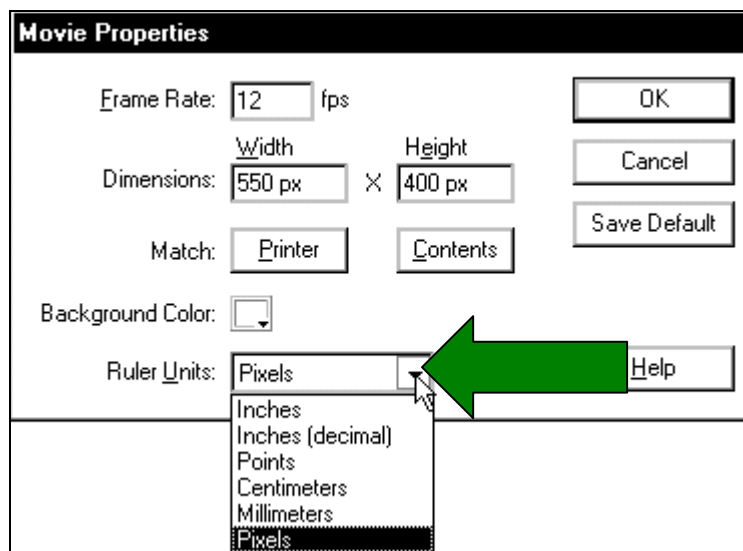 Movie Properties
Frame Rate: 12 fps
OK
Width Height
Dimensions: 550 px X 400 px
Cancel
Save Default
Match: Printer Contents
Background Color:
Ruler Units: Pixels
Help
Inches
Inches (decimal)
Points
Centimeters
Millimeters
Pixels